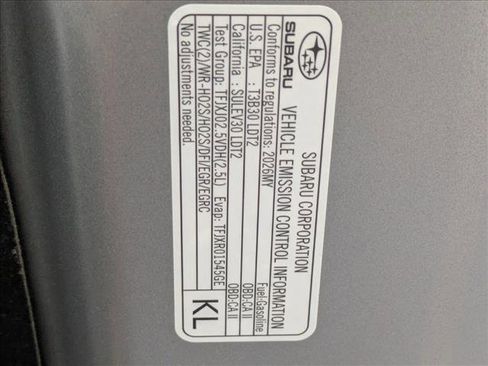 SUBARU
SUBARU CORPORATION
VEHICLE EMISSION CONTROL INFORMATION
Conforms to regulations: 2026MY Fuel:Gasoline
U.S. EPA : T3B30 LDT2 OBD:CA II
California : SULEV30 LDT2 OBD:CA II
Test Group: TFJXJ02.5VDH(2.5L) Evap: TFJXR01545GE
TWC(2)/WR-HO2S/HO2S/DFI/EGR/EGRC
No adjustments needed.
KL